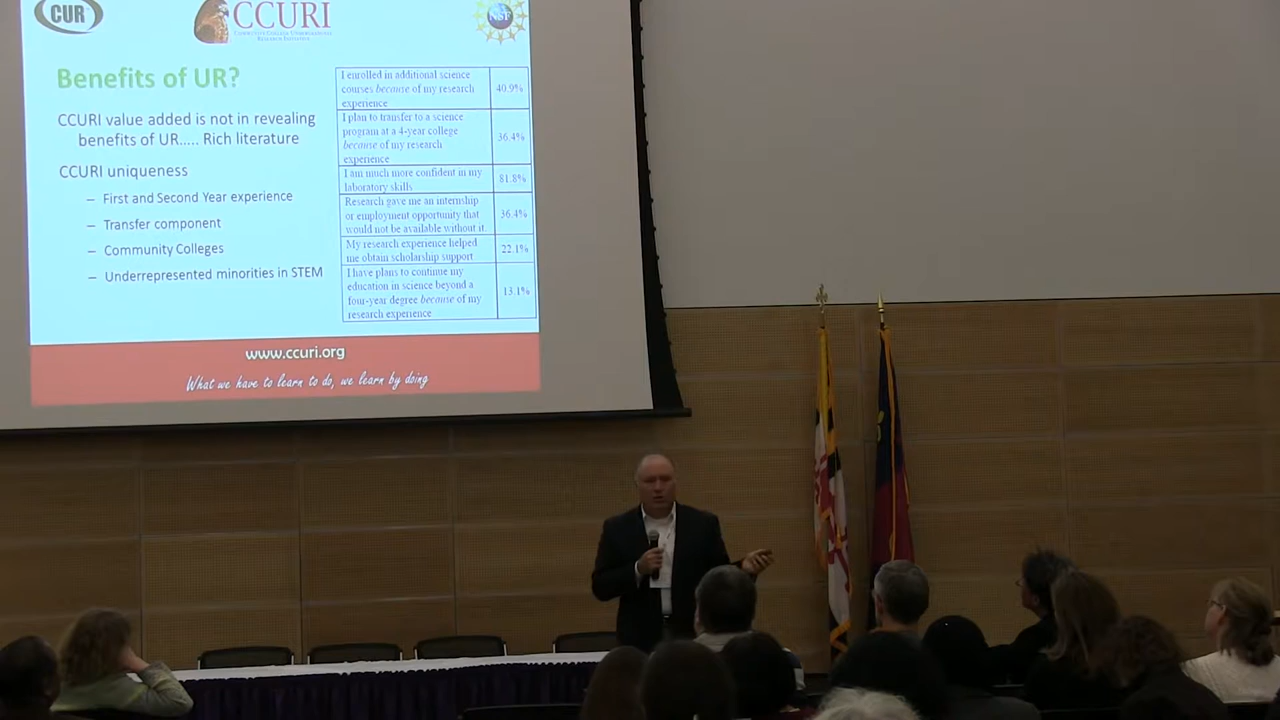 CUR
CCURI
COMMUNITY COLLEGE UNDERGRADUATE
RESEARCH INITIATIVE
NSF
Benefits of UR?
CCURI value added is not in revealing
benefits of UR..... Rich literature
CCURI uniqueness
– First and Second Year experience
– Transfer component
– Community Colleges
– Underrepresented minorities in STEM
I enrolled in additional science
courses because of my research
experience
40.9%
I plan to transfer to a science
program at a 4-year college
because of my research
experience
36.4%
I am much more confident in my
laboratory skills
81.8%
Research gave me an internship
or employment opportunity that
would not be available without it.
36.4%
My research experience helped
me obtain scholarship support
22.1%
I have plans to continue my
education in science beyond a
four-year degree because of my
research experience
13.1%
www.ccuri.org
What we have to learn to do, we learn by doing